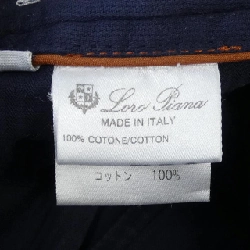 Loro Piana
MADE IN ITALY
100% COTONE/COTTON
コットン 100%